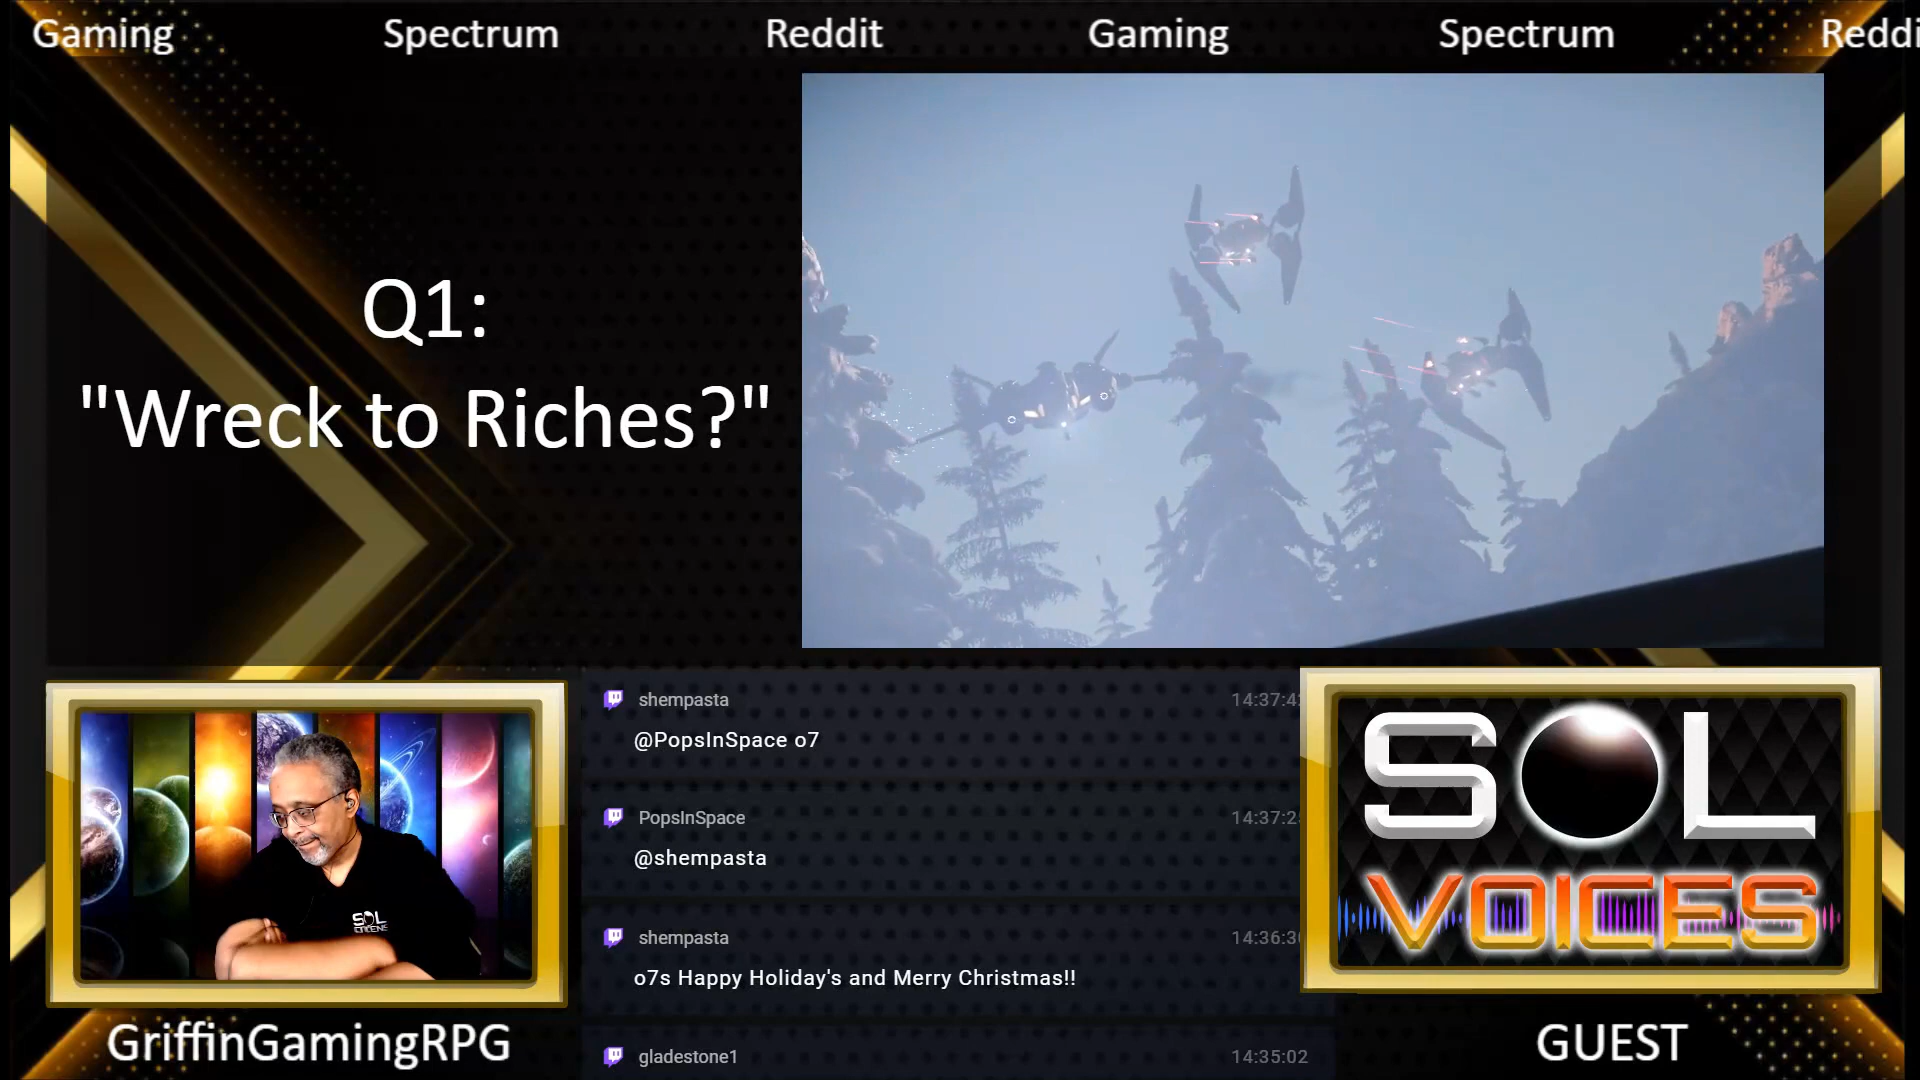 Gaming
Spectrum
Reddit
Gaming
Spectrum
Q1:
"Wreck to Riches?"
shempasta
@PopsInSpace o7
PopsInSpace
@shempasta
shempasta
o7s Happy Holiday's and Merry Christmas!!
gladestone1 14:35:02
SOL
VOICES
SOL
GriffinGamingRPG
GUEST